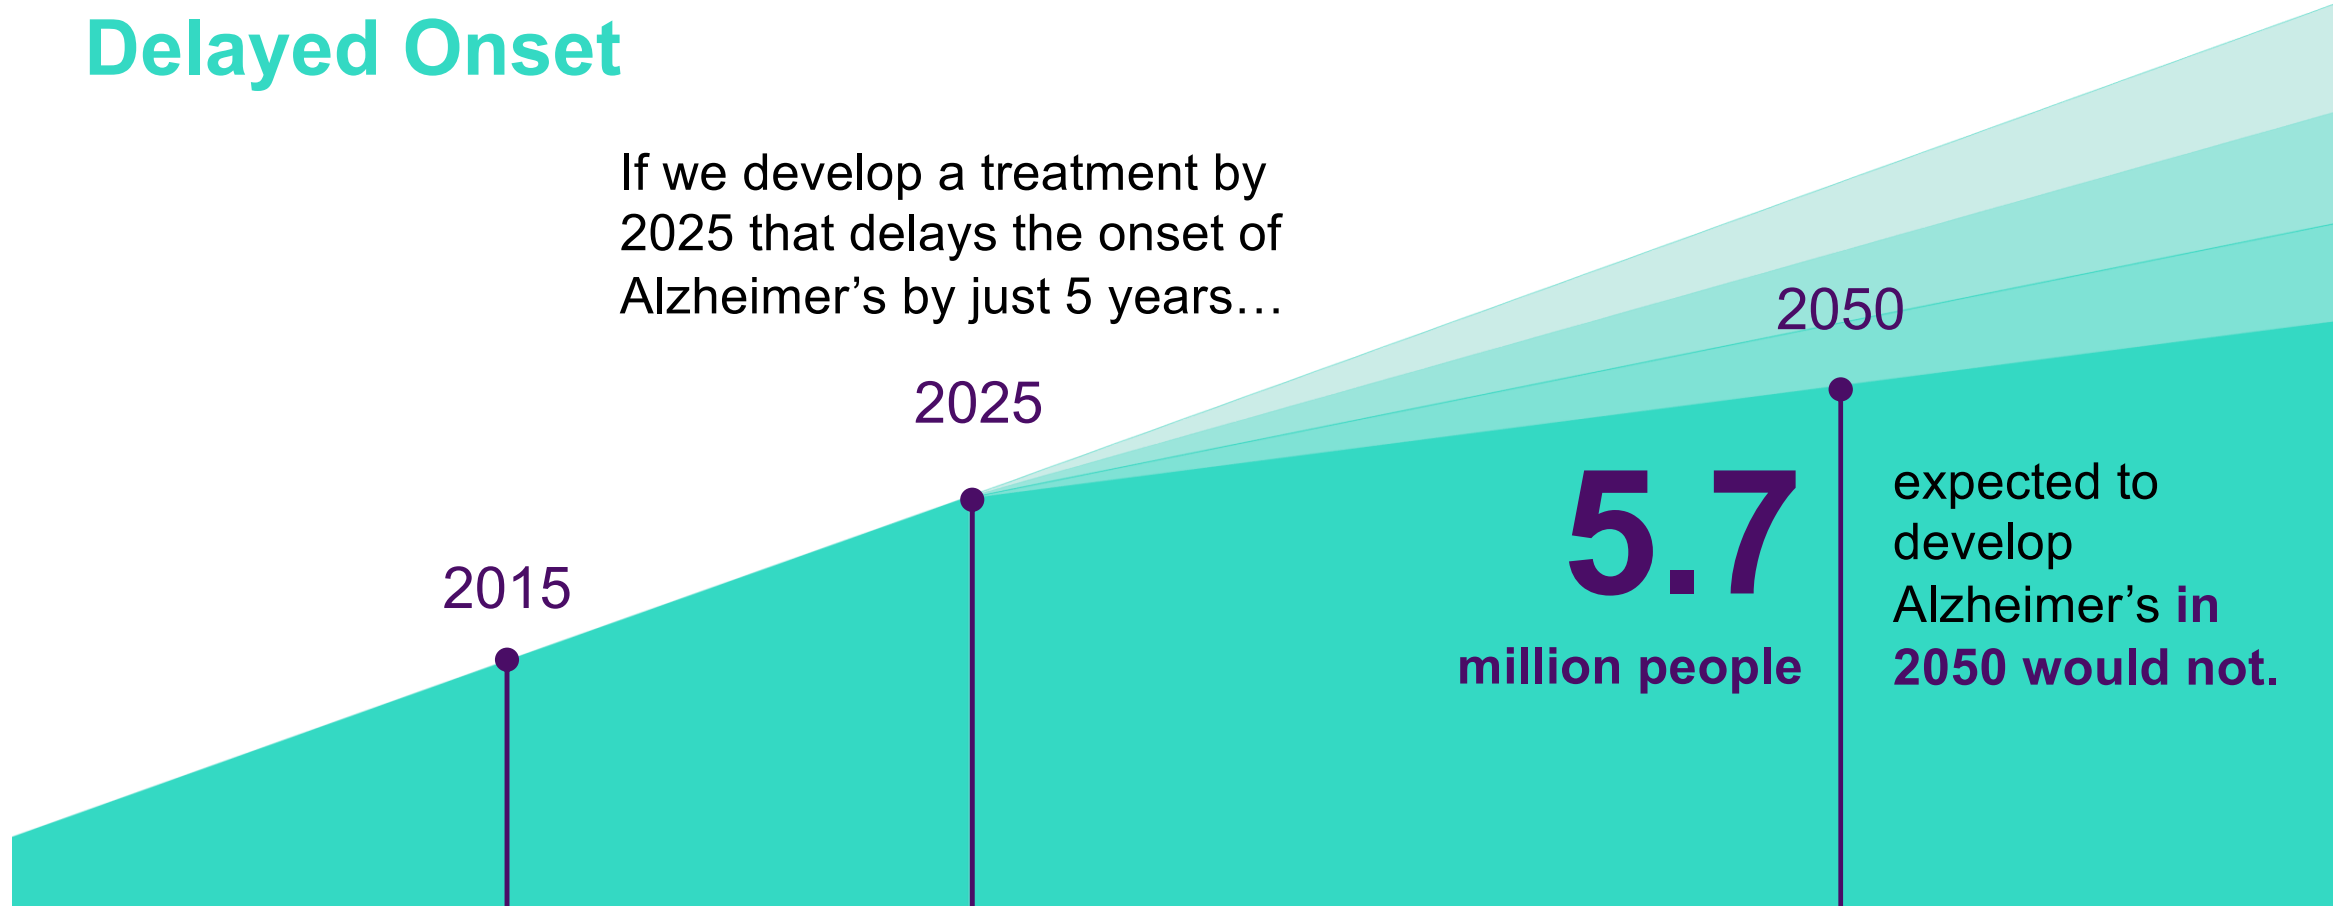 Delayed Onset
If we develop a treatment by
2025 that delays the onset of
Alzheimer’s by just 5 years…
2015
2025
2050
5.7
million people
expected to
develop
Alzheimer’s in
2050 would not.